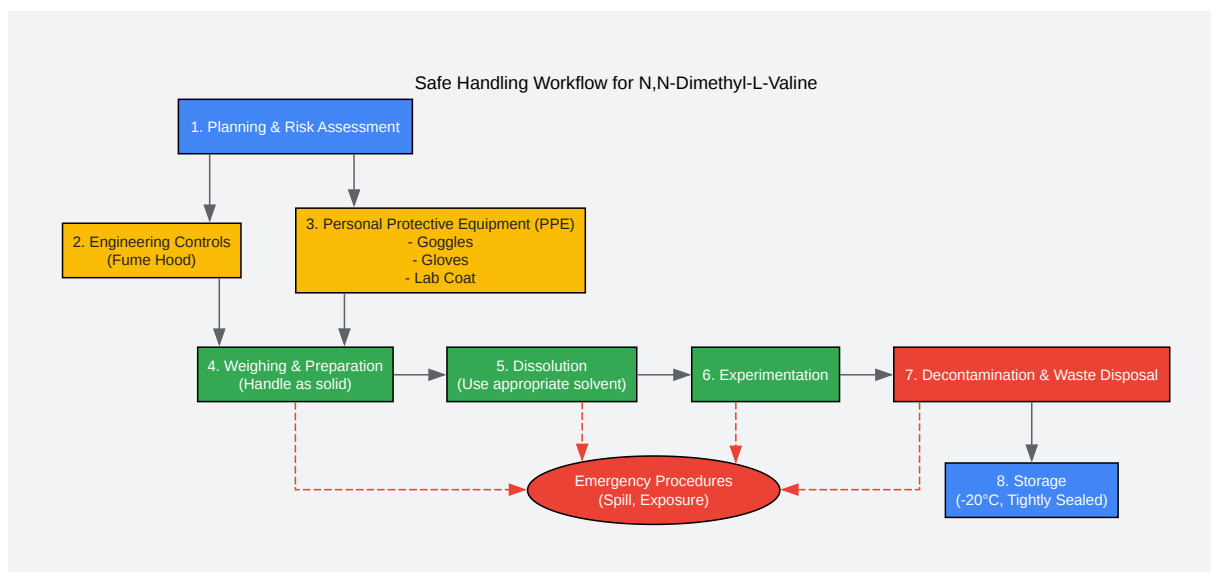 Safe Handling Workflow for N,N-Dimethyl-L-Valine
1. Planning & Risk Assessment
2. Engineering Controls
(Fume Hood)
3. Personal Protective Equipment (PPE)
- Goggles
- Gloves
- Lab Coat
4. Weighing & Preparation
(Handle as solid)
5. Dissolution
(Use appropriate solvent)
6. Experimentation
7. Decontamination & Waste Disposal
Emergency Procedures
(Spill, Exposure)
8. Storage
(-20°C, Tightly Sealed)